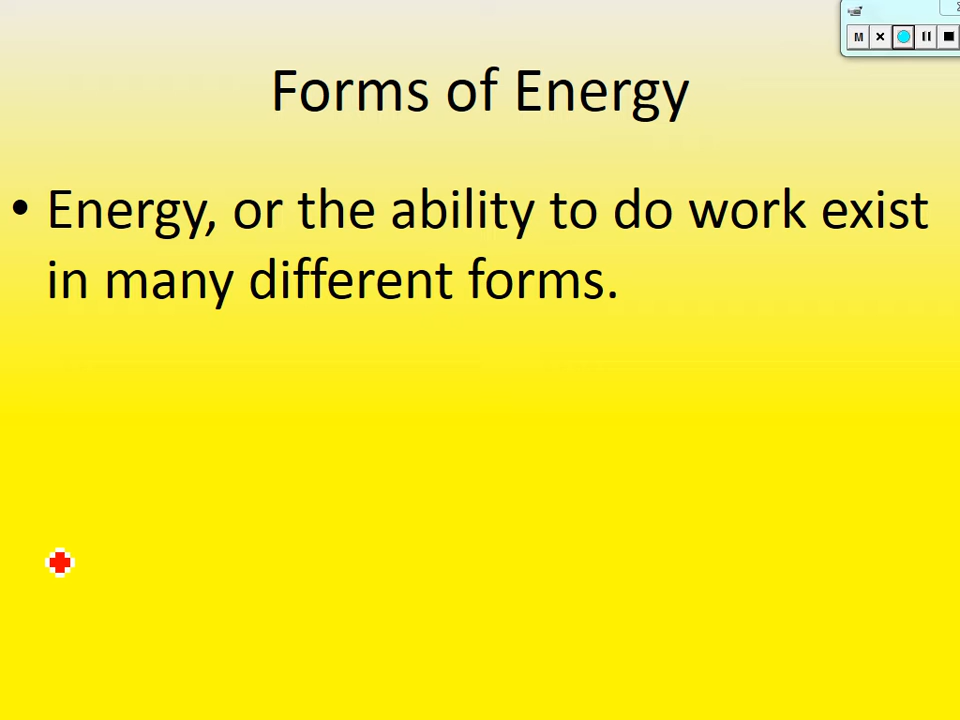 M
Forms of Energy
• Energy, or the ability to do work exist
in many different forms.